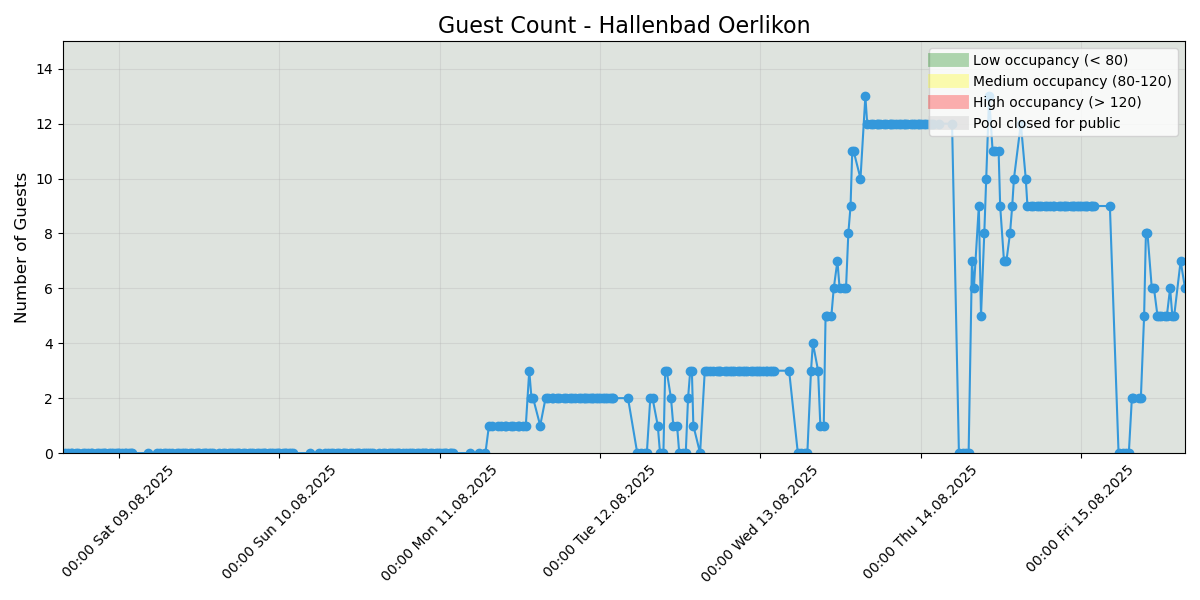 Guest Count - Hallenbad Oerlikon
Low occupancy (< 80)
Medium occupancy (80-120)
High occupancy (> 120)
Pool closed for public
Number of Guests
14
12
10
8
6
4
2
0
00:00 Sat 09.08.2025
00:00 Sun 10.08.2025
00:00 Mon 11.08.2025
00:00 Tue 12.08.2025
00:00 Wed 13.08.2025
00:00 Thu 14.08.2025
00:00 Fri 15.08.2025